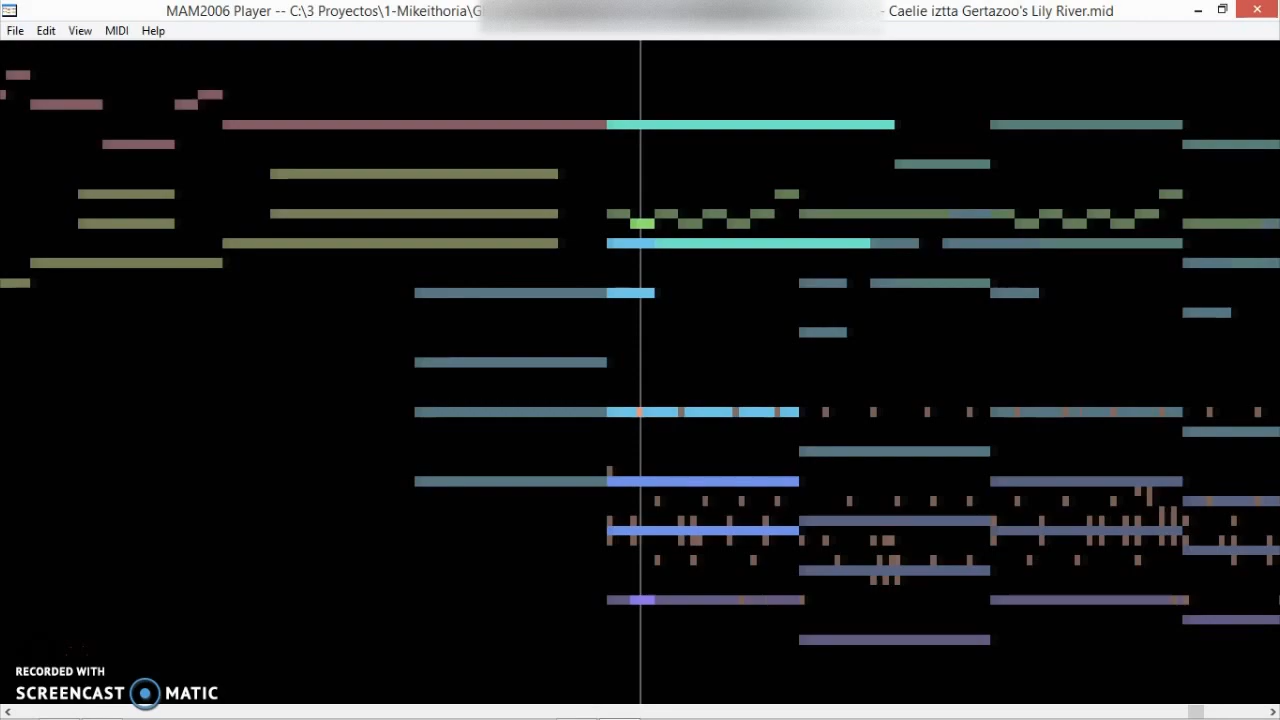 MAM2006 Player -- C:\3 Proyectos\1-Mikeithoria\G - Caelie iztta Gertazoo's Lily River.mid
File Edit View MIDI Help
RECORDED WITH
SCREENCAST MATIC